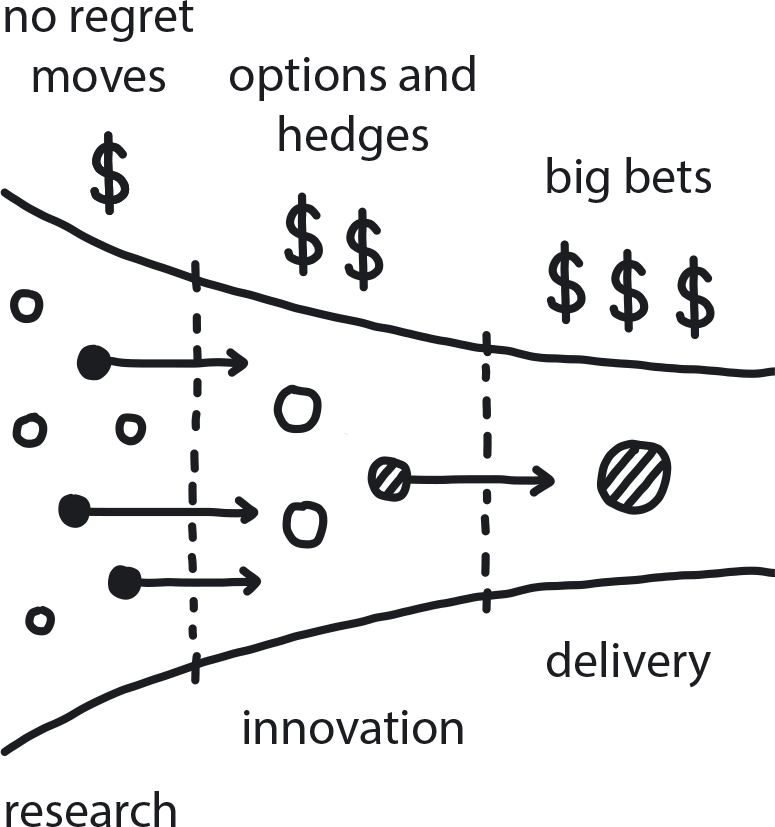 no regret
moves
$
options and
hedges
$ $
big bets
$ $ $
delivery
innovation
research